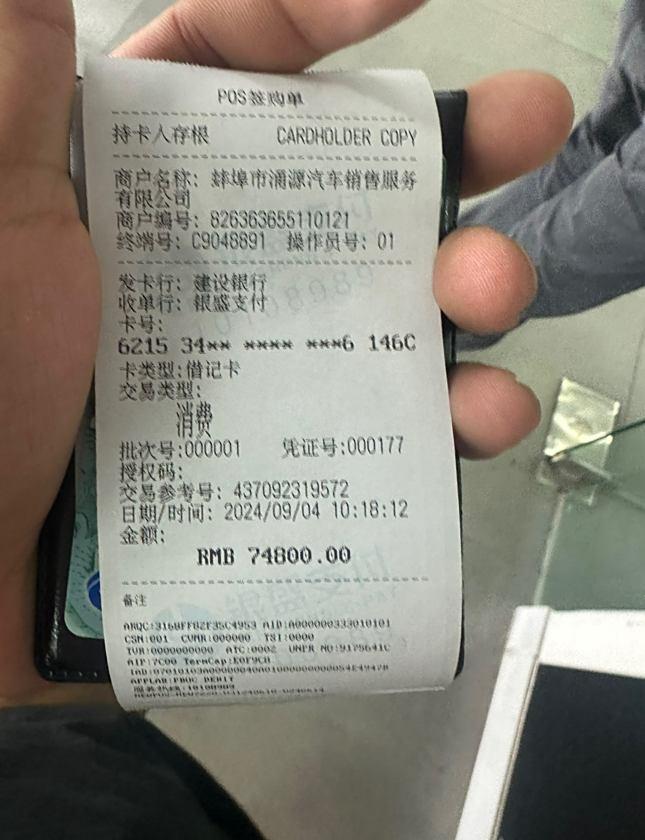 POS签购单
持卡人存根 CARDHOLDER COPY
商户名称: 蚌埠市涌源汽车销售服务
有限公司
商户编号: 826363655110121
终端号: C9048891 操作员号: 01
发卡行: 建设银行
收单行: 银盛支付
卡号:
6215 34** **** ***6 146C
卡类型:借记卡
交易类型:
消费
消费
批次号:000001 凭证号:000177
授权码:
交易参考号: 437092319572
日期/时间: 2024/09/04 10:18:12
金额:
RMB 74800.00
备注
ARQC:3168FF82F35C4953 AID:A000000333010101
CSN:001 CVMR:000000 TSI:0000
TVR:0000000000 ATC:0002 UNPR NO:9175641C
AIP:7C00 TermCap:E0F9C8
APPLAB:PBOC DEBIT